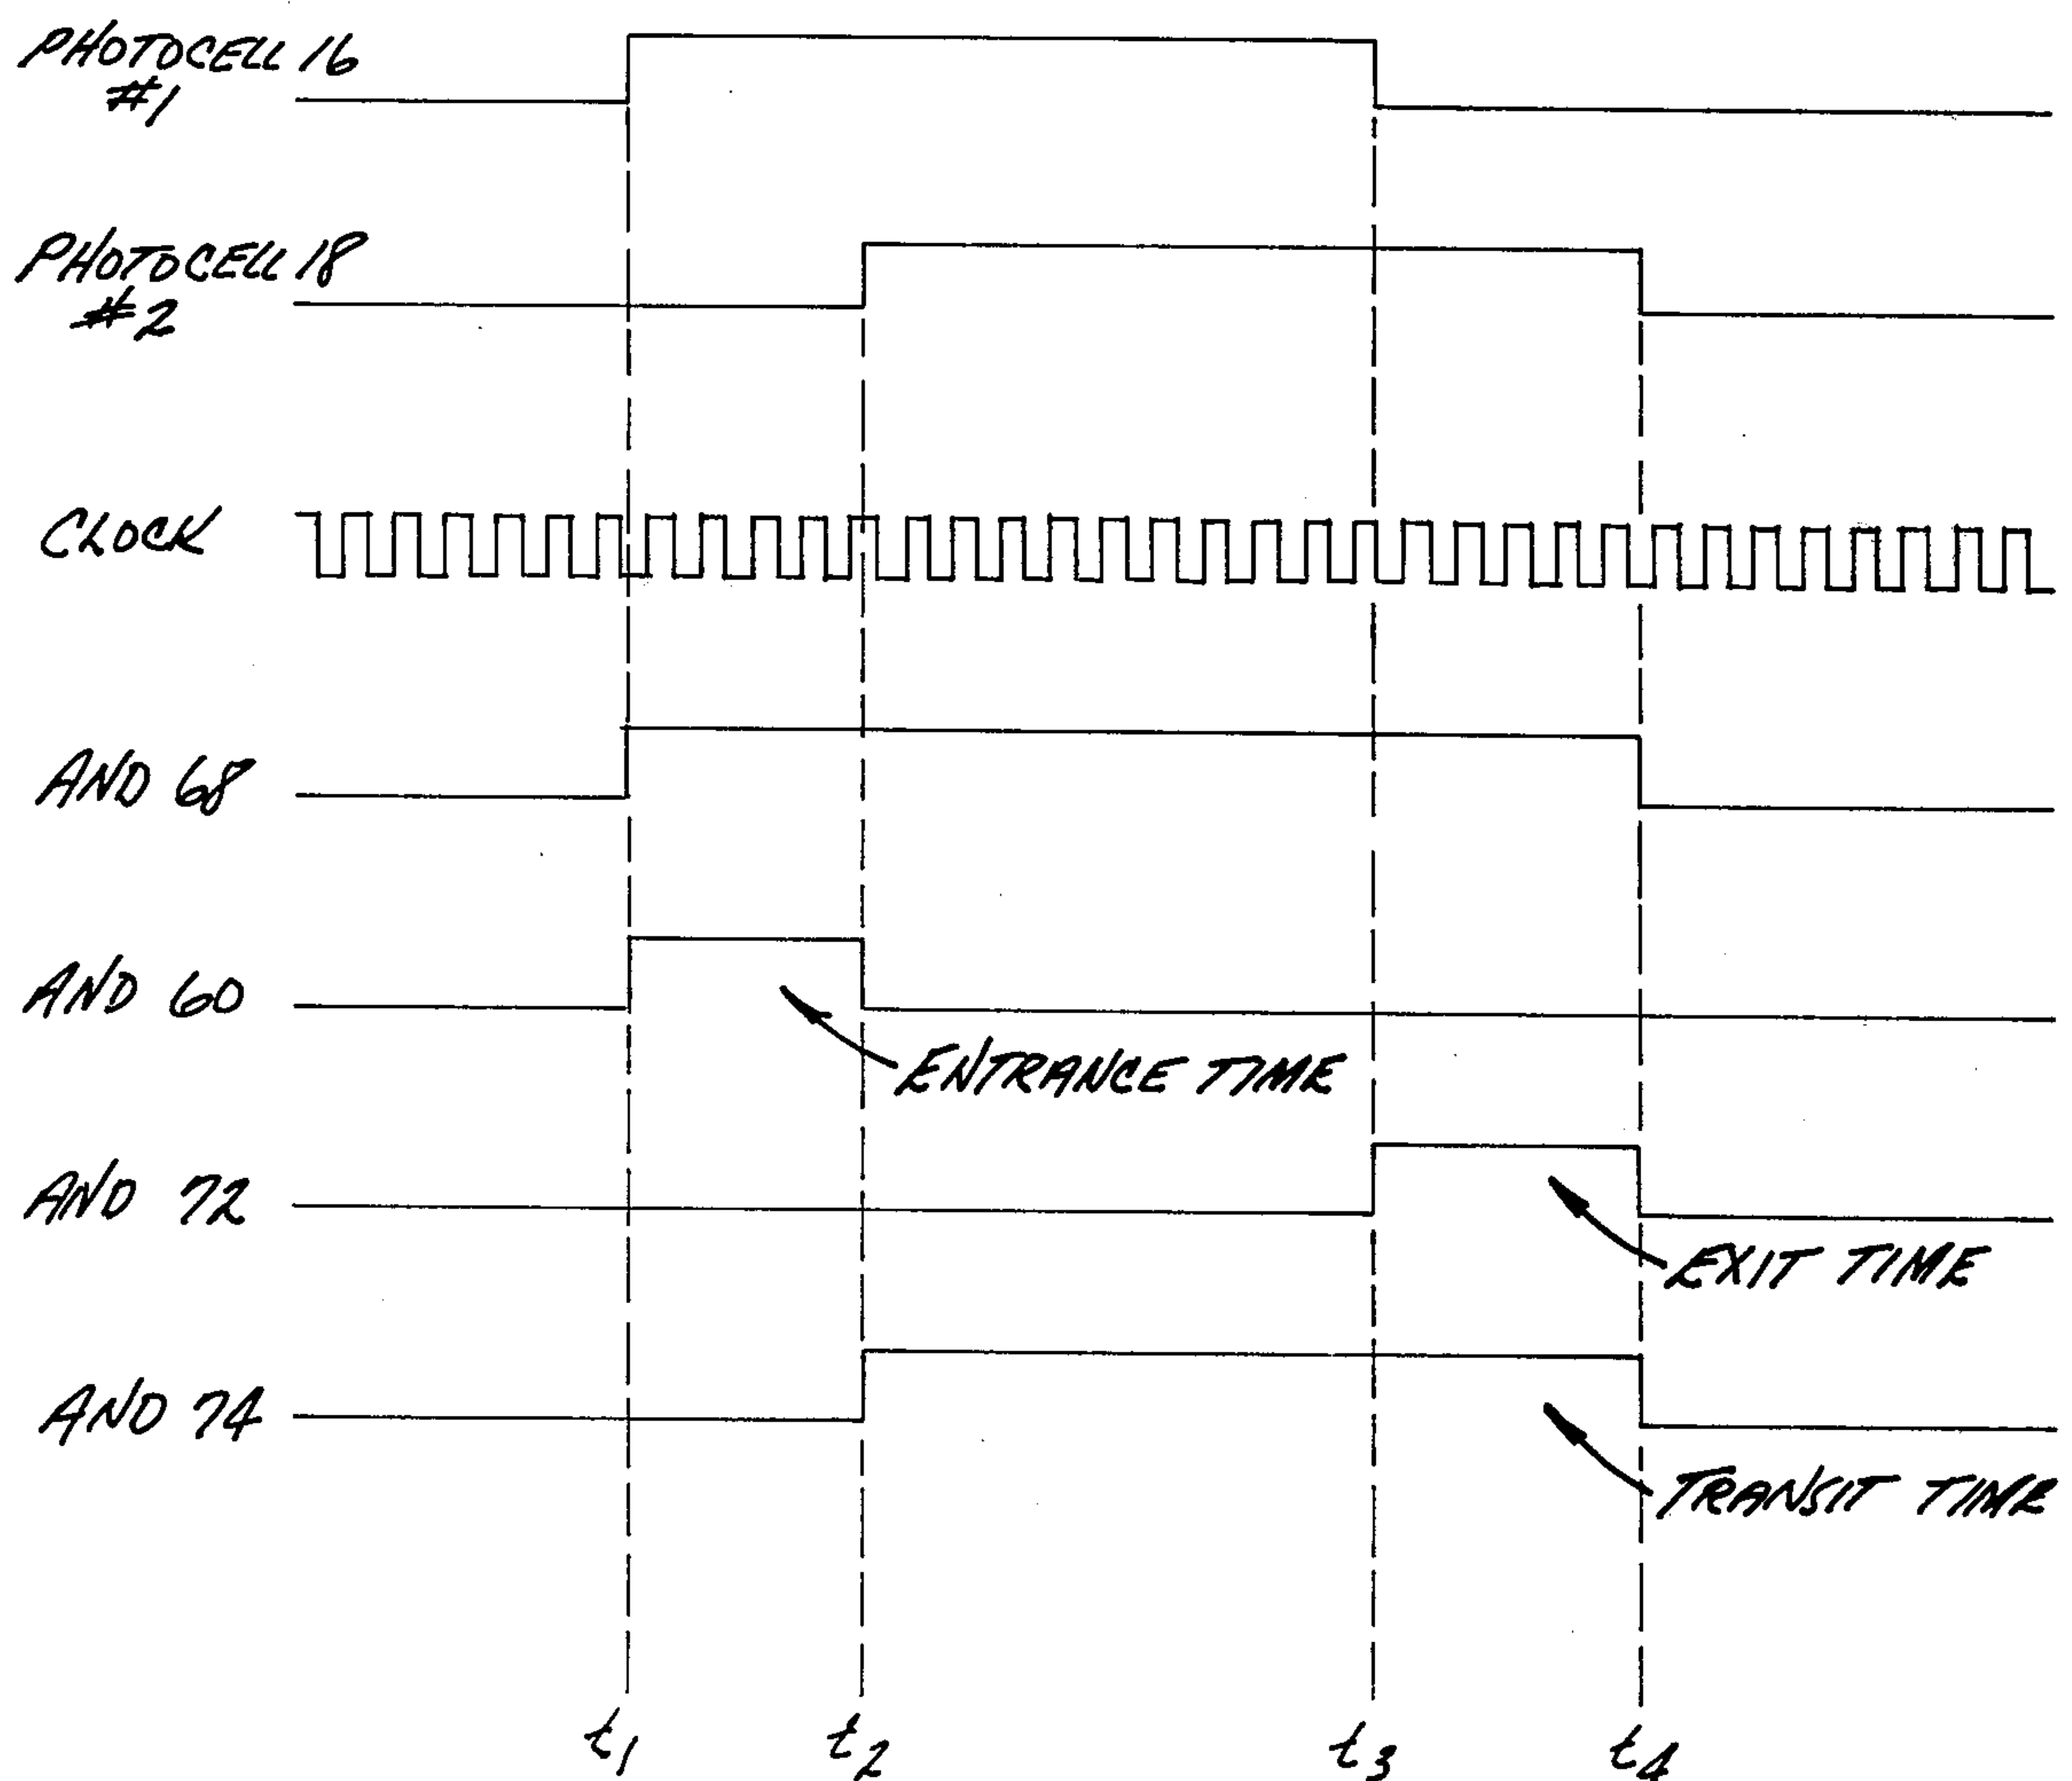 PHOTOCELL 16
#1
PHOTOCELL 18
#2
CLOCK
AND 68
AND 60
ENTRANCE TIME
AND 72
EXIT TIME
AND 74
TRANSIT TIME
t1 t2 t3 t4